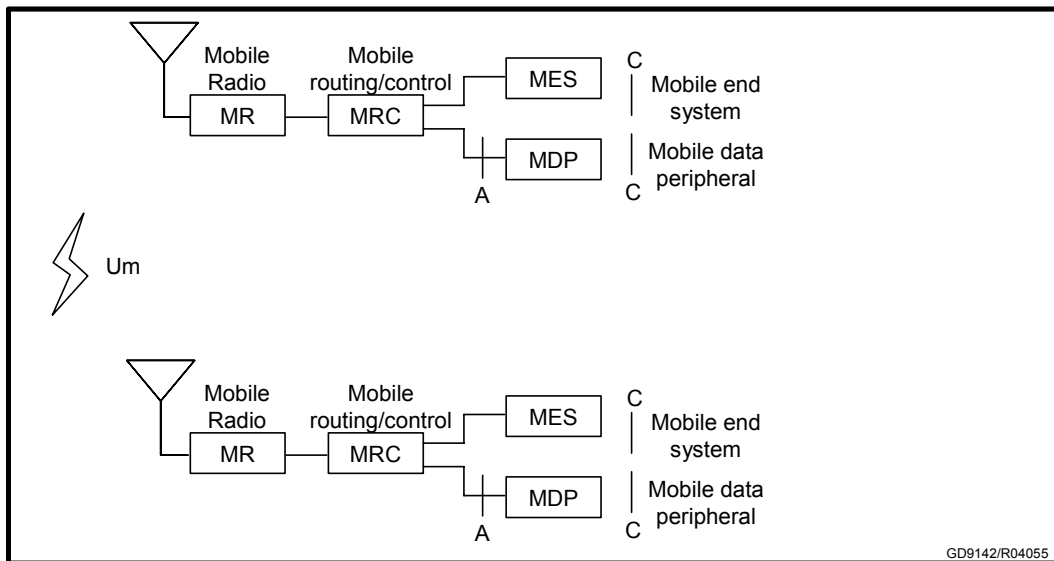 Mobile
Radio
Mobile
routing/control
MR
MRC
MES
MDP
A
C
C
Mobile end
system
Mobile data
peripheral
Um
Mobile
Radio
Mobile
routing/control
MR
MRC
MES
MDP
A
C
C
Mobile end
system
Mobile data
peripheral
GD9142/R04055